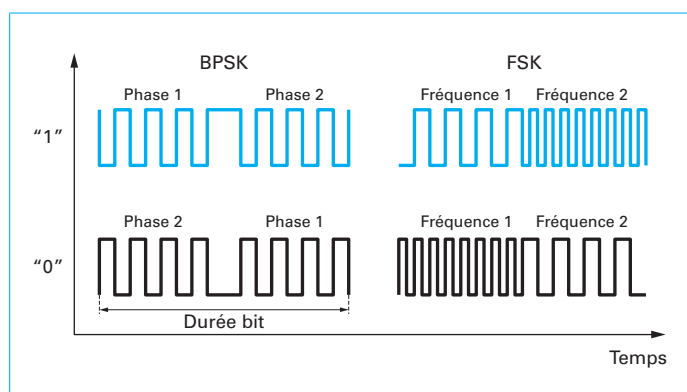 BPSK FSK
Phase 1 Phase 2 Fréquence 1 Fréquence 2
“1”
Phase 2 Phase 1 Fréquence 1 Fréquence 2
“0”
Durée bit
Temps